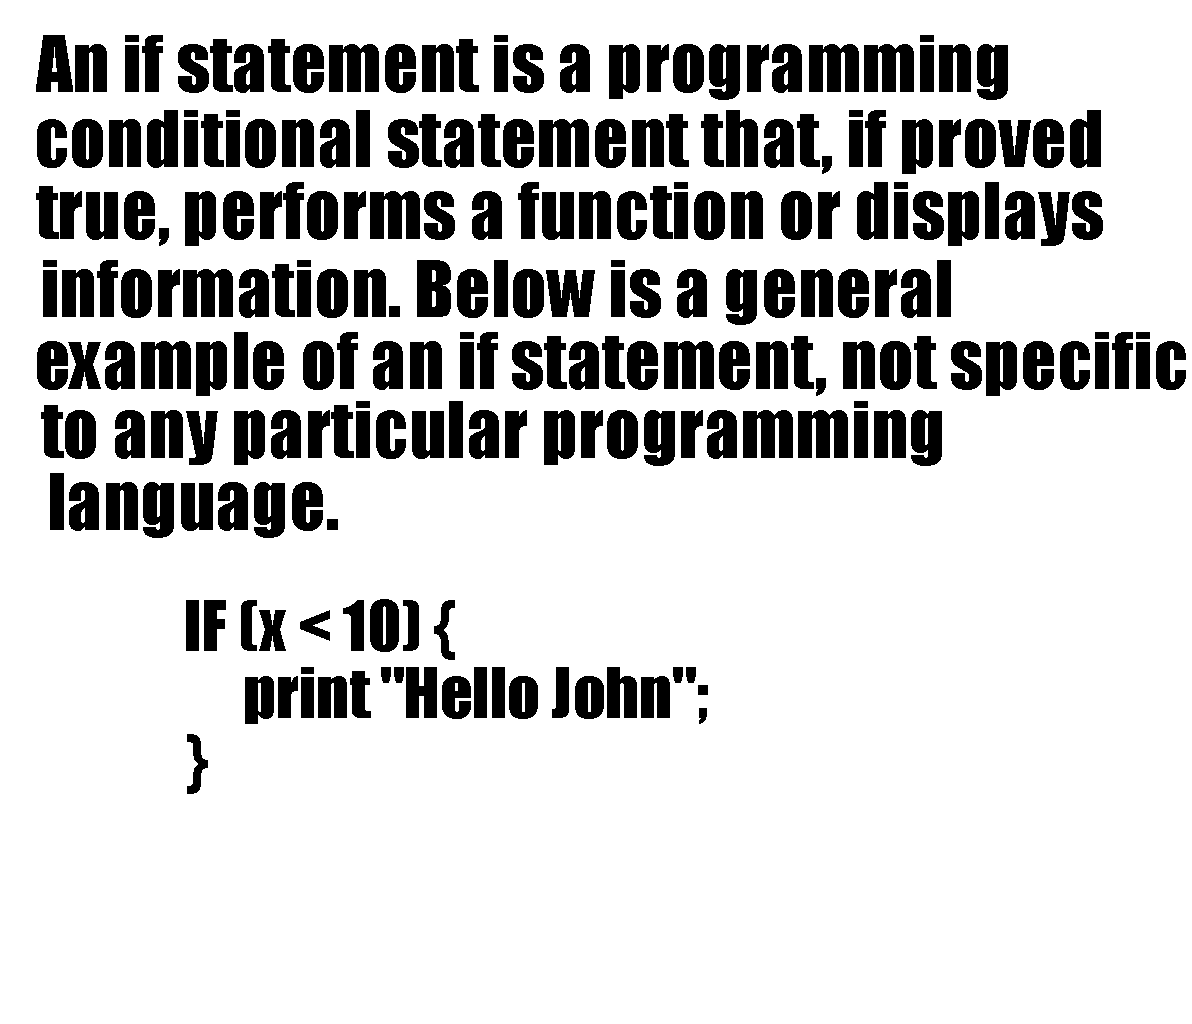 An if statement is a programming
conditional statement that, if proved
true, performs a function or displays
information. Below is a general
example of an if statement, not specific
to any particular programming
language.
IF (x < 10) {
print "Hello John";
}